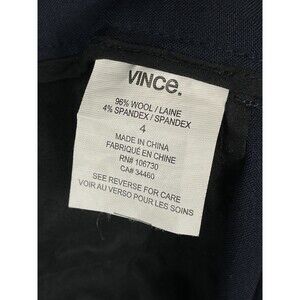 VINCe.
96% WOOL / LAINE
4% SPANDEX / SPANDEX
4
MADE IN CHINA
FABRIQUÉ EN CHINE
RN# 106730
CA# 34460
SEE REVERSE FOR CARE
VOIR AU VERSO POUR LES SOINS